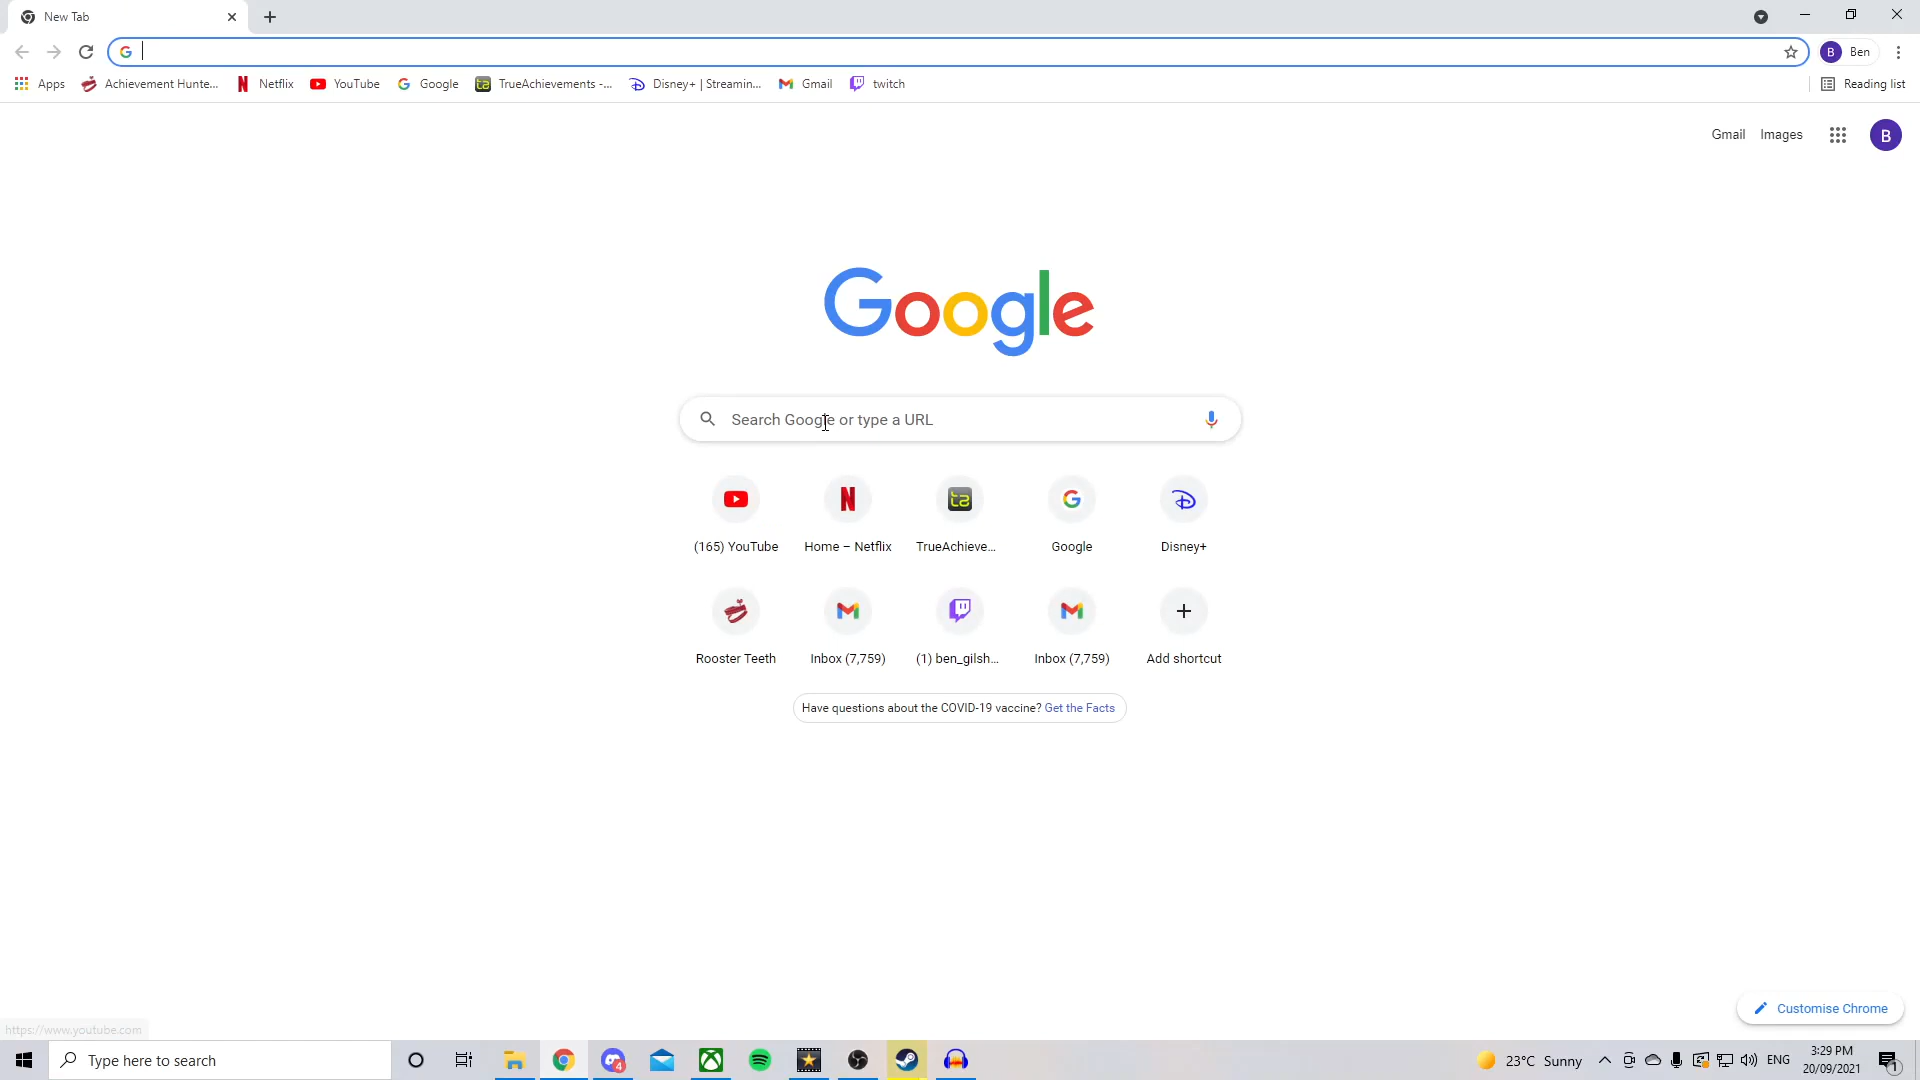 New Tab
B Ben
Apps Achievement Hunte... Netflix YouTube Google TrueAchievements -... Disney+ | Streamin... Gmail twitch Reading list
Gmail Images B
Google
Search Google or type a URL
(165) YouTube Home – Netflix TrueAchieve... Google Disney+
Rooster Teeth Inbox (7,759) (1) ben_gilsh... Inbox (7,759) Add shortcut
Have questions about the COVID-19 vaccine? Get the Facts
Customise Chrome
https://www.youtube.com
Type here to search 4 23°C Sunny ENG 3:29 PM 1
20/09/2021